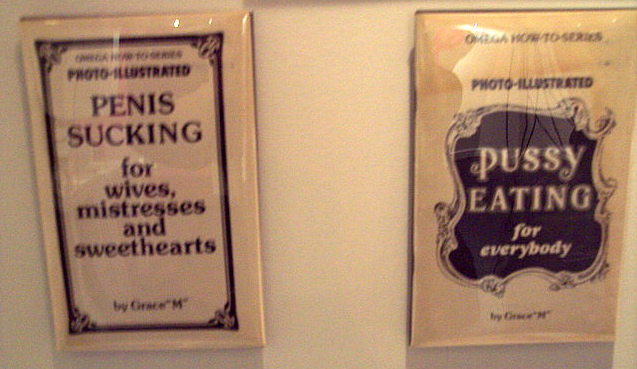 OMEGA HOW-TO-SERIES
PHOTO-ILLUSTRATED
PENIS
SUCKING
for
wives,
mistresses
and
sweethearts
by Grace "M"
OMEGA HOW-TO-SERIES
PHOTO-ILLUSTRATED
PUSSY
EATING
for
everybody
by Grace "M"